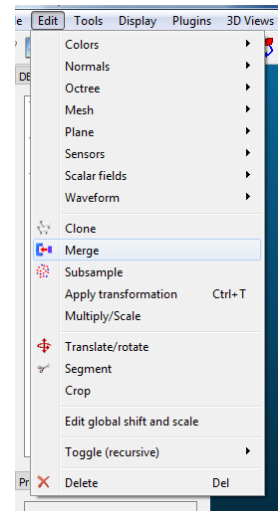 e Edit Tools Display Plugins 3D Views
DB
Colors
Normals
Octree
Mesh
Plane
Sensors
Scalar fields
Waveform
Clone
Merge
Subsample
Apply transformation Ctrl+T
Multiply/Scale
Translate/rotate
Segment
Crop
Edit global shift and scale
Toggle (recursive)
Pr
Delete Del